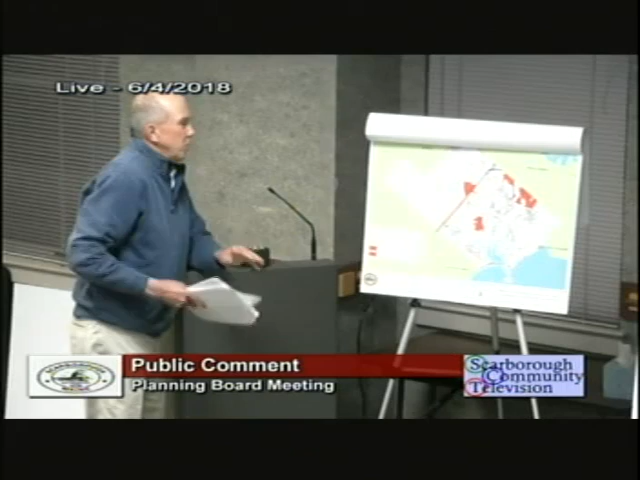 Live - 6/4/2018
Public Comment
Planning Board Meeting
Scarborough
Community
Television